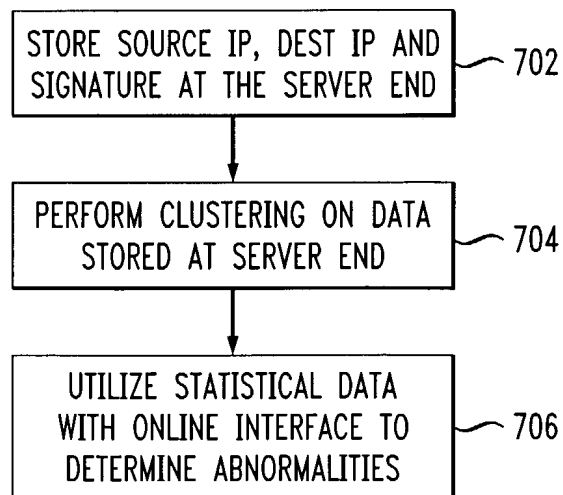 STORE SOURCE IP, DEST IP AND
SIGNATURE AT THE SERVER END
702
PERFORM CLUSTERING ON DATA
STORED AT SERVER END
704
UTILIZE STATISTICAL DATA
WITH ONLINE INTERFACE TO
DETERMINE ABNORMALITIES
706